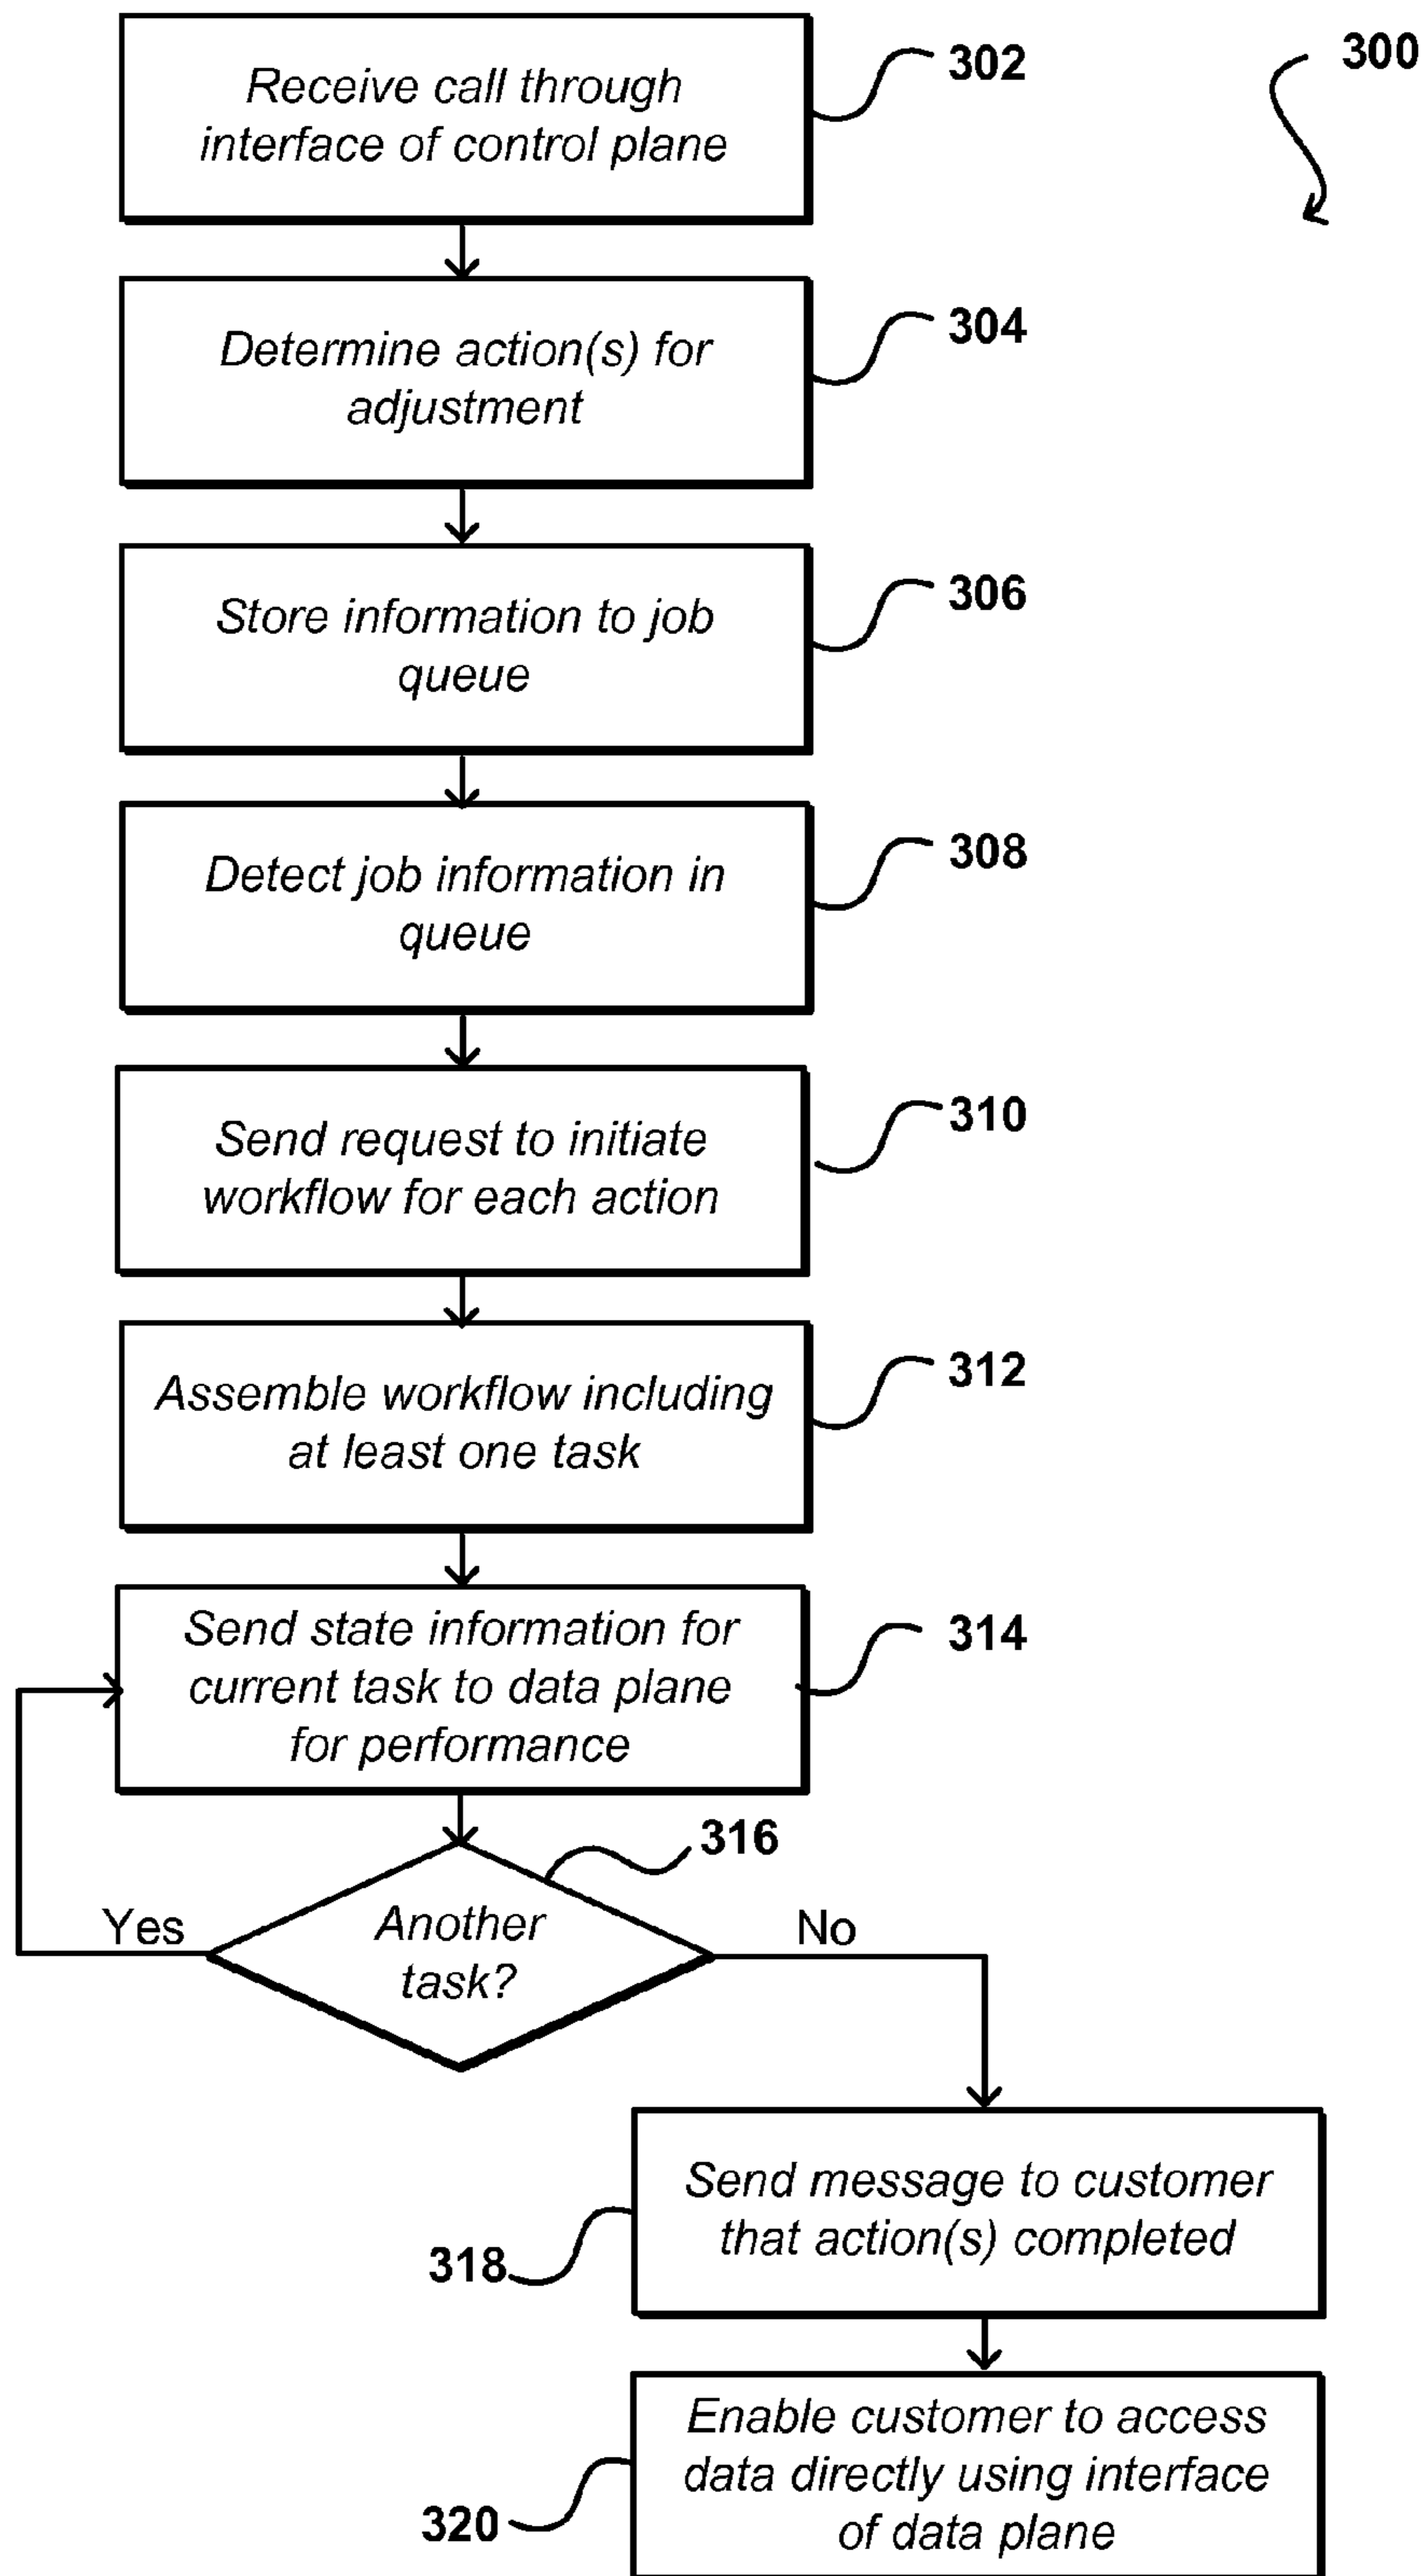 300
Receive call through
interface of control plane
302
Determine action(s) for
adjustment
304
Store information to job
queue
306
Detect job information in
queue
308
Send request to initiate
workflow for each action
310
Assemble workflow including
at least one task
312
Send state information for
current task to data plane
for performance
314
316
Another
task?
Yes
No
Send message to customer
that action(s) completed
318
Enable customer to access
data directly using interface
of data plane
320